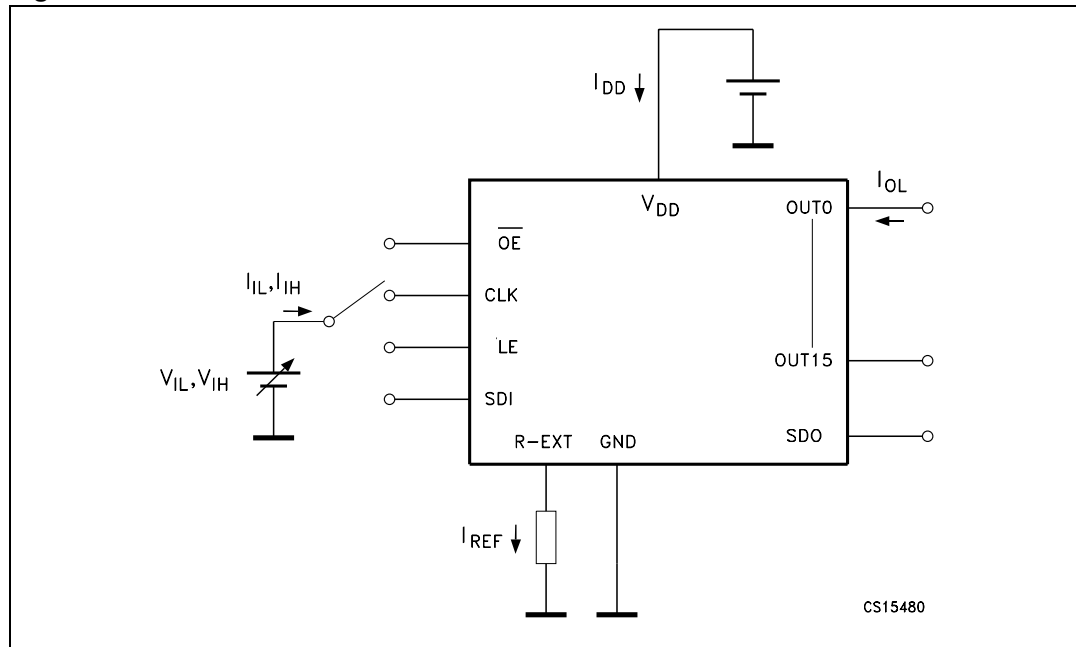 I_DD
V_DD
I_OL
OUT0
OE
I_IL,I_IH
CLK
LE
OUT15
V_IL,V_IH
SDI
SDO
R-EXT
GND
I_REF
CS15480